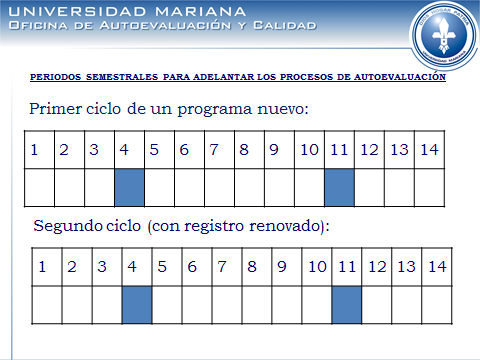 UNIVERSIDAD MARIANA
OFICINA DE AUTOEVALUACIÓN Y CALIDAD
PERIODOS SEMESTRALES PARA ADELANTAR LOS PROCESOS DE AUTOEVALUACIÓN
Primer ciclo de un programa nuevo:
1 2 3 4 5 6 7 8 9 10 11 12 13 14
Segundo ciclo (con registro renovado):
1 2 3 4 5 6 7 8 9 10 11 12 13 14